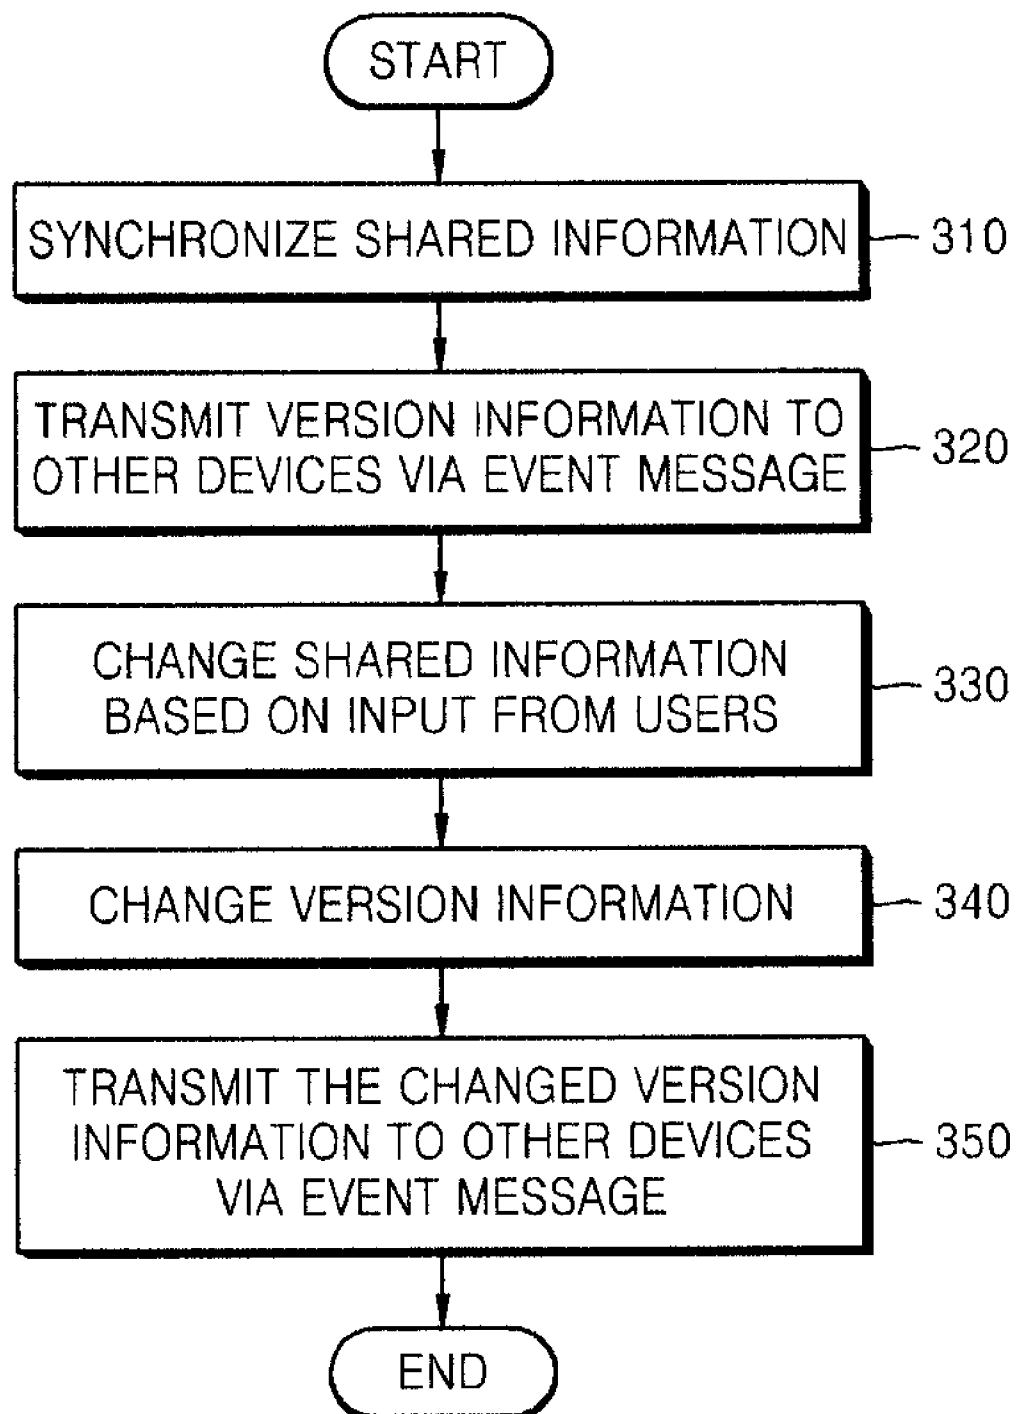 START
SYNCHRONIZE SHARED INFORMATION
310
TRANSMIT VERSION INFORMATION TO
OTHER DEVICES VIA EVENT MESSAGE
320
CHANGE SHARED INFORMATION
BASED ON INPUT FROM USERS
330
CHANGE VERSION INFORMATION
340
TRANSMIT THE CHANGED VERSION
INFORMATION TO OTHER DEVICES
VIA EVENT MESSAGE
350
END